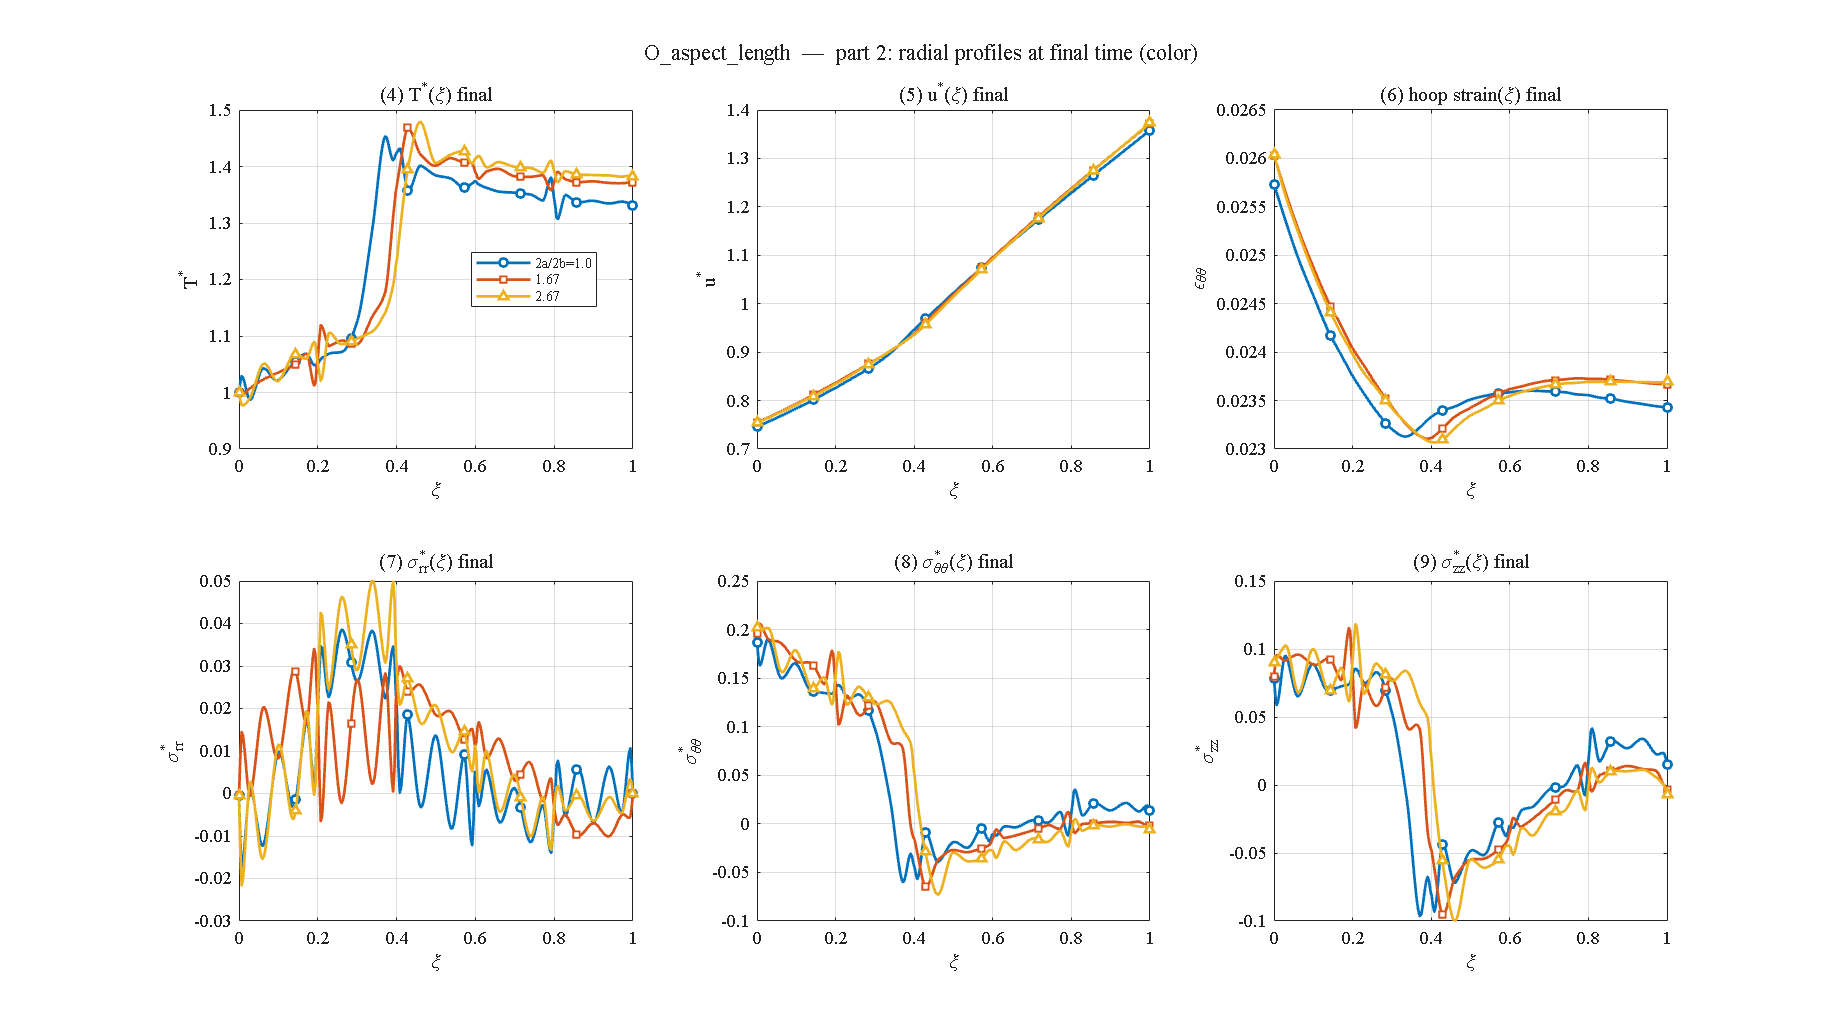 O_aspect_length — part 2: radial profiles at final time (color)
(4) T*(ξ) final
1.5
1.4
1.3
1.2
1.1
1
0.9
T*
2a/2b=1.0
1.67
2.67
0 0.2 0.4 0.6 0.8 1
ξ
(5) u*(ξ) final
1.4
1.3
1.2
1.1
1
0.9
0.8
0.7
u*
0 0.2 0.4 0.6 0.8 1
ξ
(6) hoop strain(ξ) final
0.0265
0.026
0.0255
0.025
0.0245
0.024
0.0235
0.023
ϵθθ
0 0.2 0.4 0.6 0.8 1
ξ
(7) σ*rr(ξ) final
0.05
0.04
0.03
0.02
0.01
0
-0.01
-0.02
-0.03
σ*rr
0 0.2 0.4 0.6 0.8 1
ξ
(8) σ*θθ(ξ) final
0.25
0.2
0.15
0.1
0.05
0
-0.05
-0.1
σ*θθ
0 0.2 0.4 0.6 0.8 1
ξ
(9) σ*zz(ξ) final
0.15
0.1
0.05
0
-0.05
-0.1
σ*zz
0 0.2 0.4 0.6 0.8 1
ξ